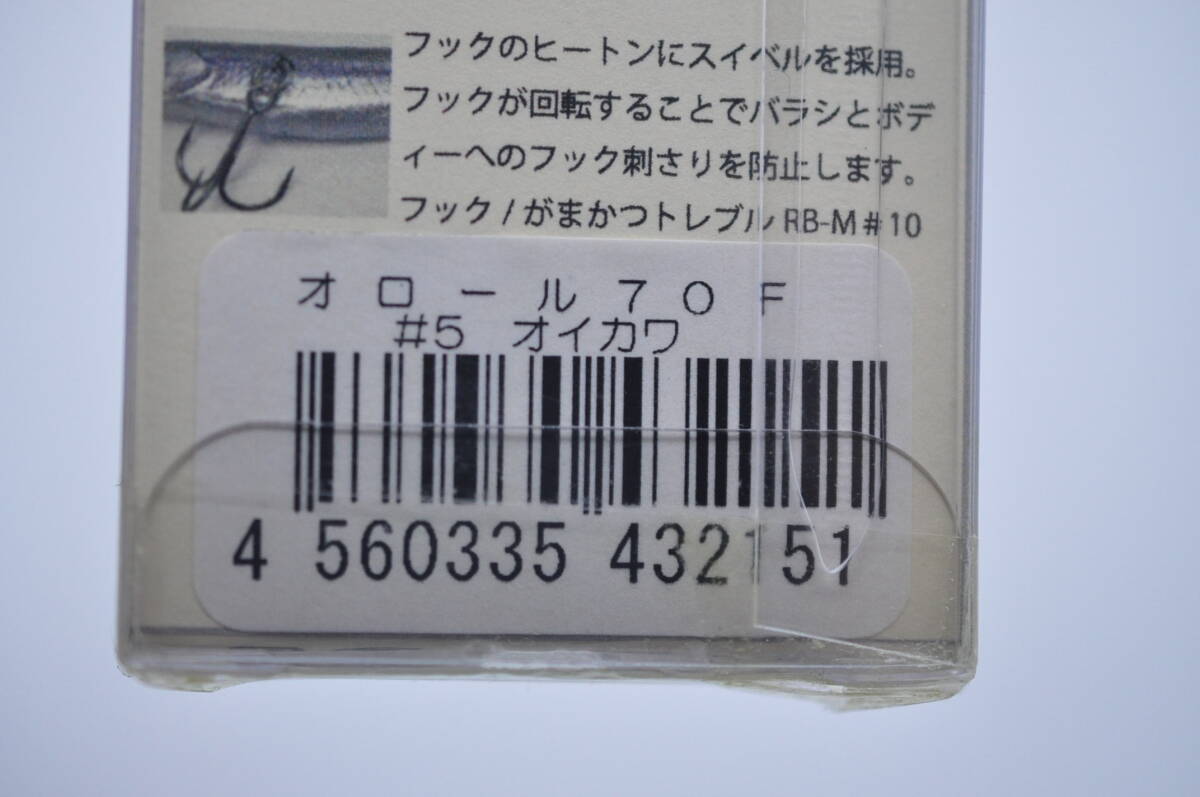 フックのヒートンにスイベルを採用。
フックが回転することでバラシとボデ
ィーへのフック刺さりを防止します。
フック/がまかつトレブル RB-M#10
オロール70F
#5 オイカワ
4 560335 432151